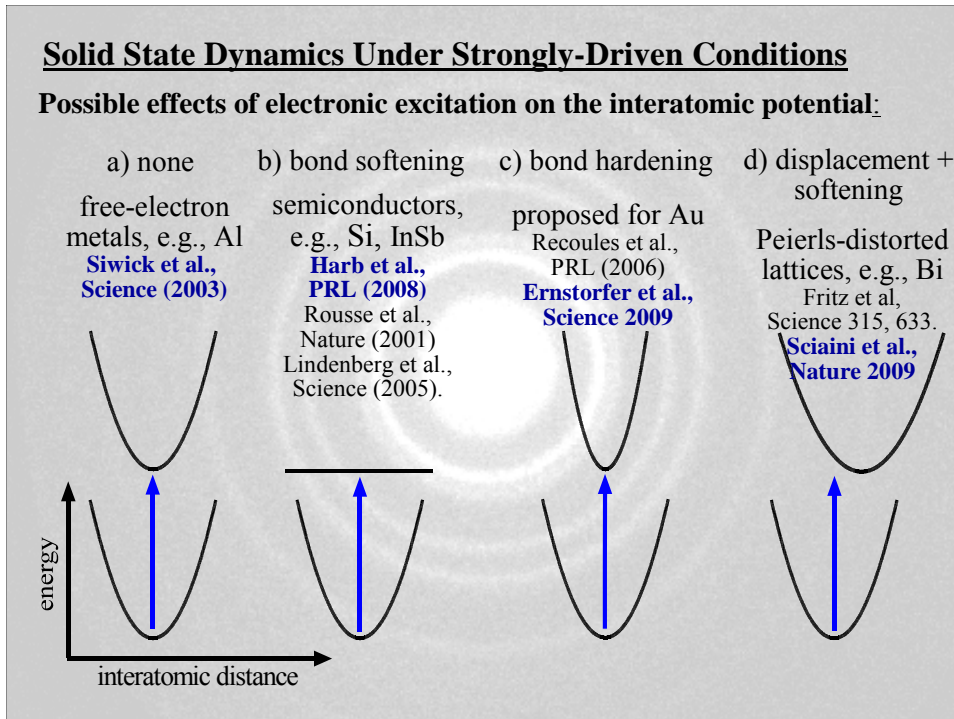 Solid State Dynamics Under Strongly-Driven Conditions
Possible effects of electronic excitation on the interatomic potential:
a) none
free-electron
metals, e.g., Al
Siwick et al.,
Science (2003)
b) bond softening
semiconductors,
e.g., Si, InSb
Harb et al.,
PRL (2008)
Rousse et al.,
Nature (2001)
Lindenberg et al.,
Science (2005).
c) bond hardening
proposed for Au
Recoules et al.,
PRL (2006)
Ernstorfer et al.,
Science 2009
d) displacement +
softening
Peierls-distorted
lattices, e.g., Bi
Fritz et al,
Science 315, 633.
Sciaini et al.,
Nature 2009
energy
interatomic distance